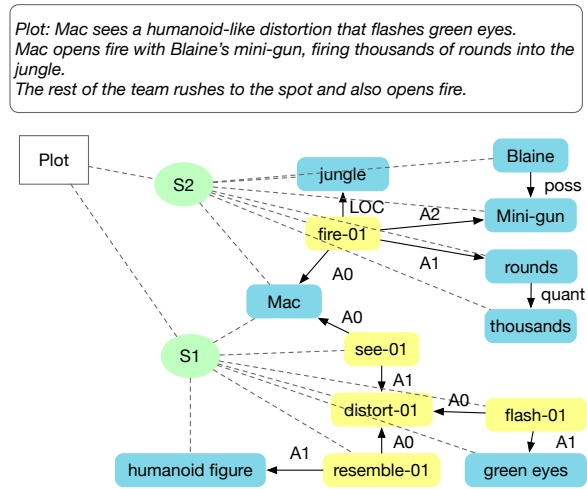 Plot: Mac sees a humanoid-like distortion that flashes green eyes.
Mac opens fire with Blaine's mini-gun, firing thousands of rounds into the
jungle.
The rest of the team rushes to the spot and also opens fire.
Plot
S2
jungle
Blaine
poss
LOC
fire-01
A2
Mini-gun
A1
rounds
A0
quant
Mac
thousands
A0
S1
see-01
A1
distort-01
A0
flash-01
A0
A1
humanoid figure
A1
resemble-01
green eyes